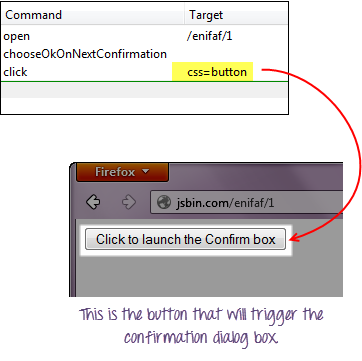 Command Target
open /enifaf/1
chooseOkOnNextConfirmation
click css=button
Firefox
jsbin.com/enifaf/1
Click to launch the Confirm box
This is the button that will trigger the
confirmation dialog box.